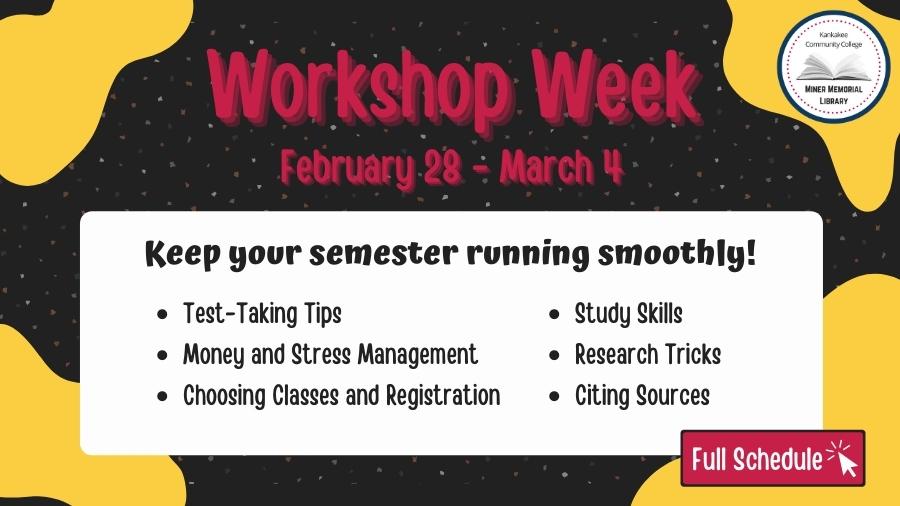 Kankakee
Community College
MINER MEMORIAL
LIBRARY
Workshop Week
February 28 - March 4
Keep your semester running smoothly!
• Test-Taking Tips
• Money and Stress Management
• Choosing Classes and Registration
• Study Skills
• Research Tricks
• Citing Sources
Full Schedule